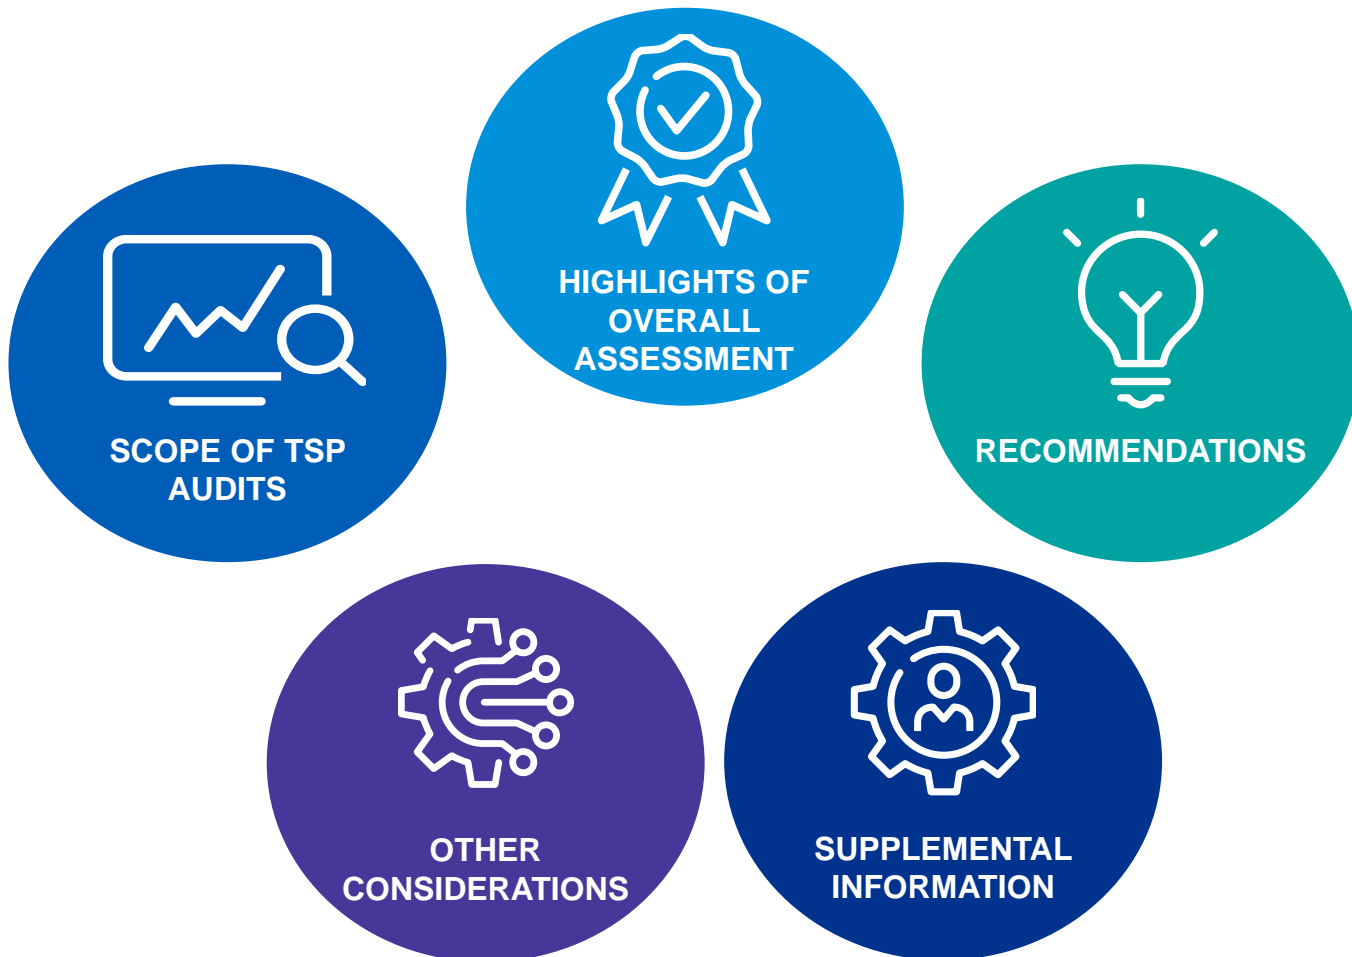 HIGHLIGHTS OF
OVERALL
ASSESSMENT
SCOPE OF TSP
AUDITS
RECOMMENDATIONS
OTHER
CONSIDERATIONS
SUPPLEMENTAL
INFORMATION